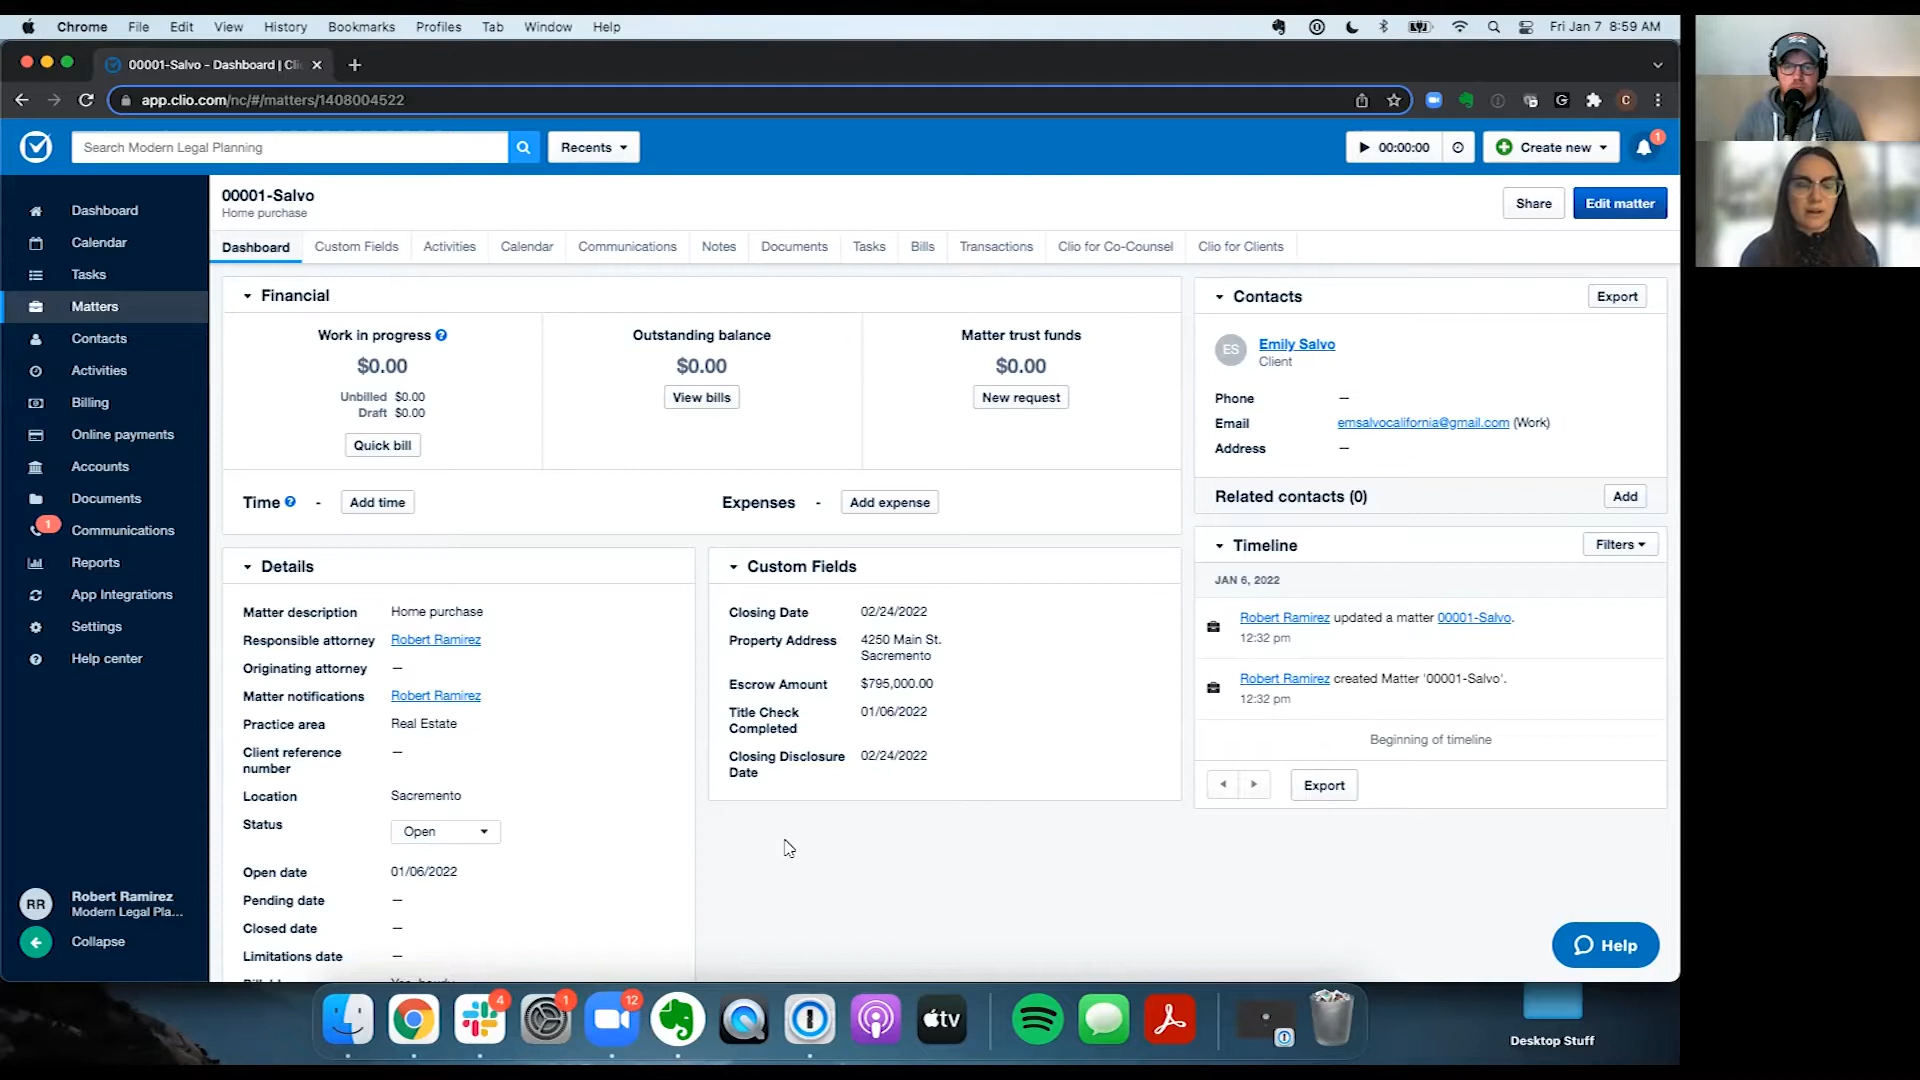 Chrome File Edit View History Bookmarks Profiles Tab Window Help
Fri Jan 7 8:59 AM
00001-Salvo - Dashboard | Cli
app.clio.com/nc/#/matters/1408004522
G
C
Search Modern Legal Planning
Recents
00:00:00
Create new
1
Dashboard
Calendar
Tasks
Matters
Contacts
Activities
Billing
Online payments
Accounts
Documents
1
Communications
Reports
App Integrations
Settings
Help center
RR
Robert Ramirez
Modern Legal Pla...
Collapse
00001-Salvo
Home purchase
Share
Edit matter
Dashboard Custom Fields Activities Calendar Communications Notes Documents Tasks Bills Transactions Clio for Co-Counsel Clio for Clients
Financial
Work in progress ?
$0.00
Unbilled $0.00
Draft $0.00
Quick bill
Outstanding balance
$0.00
View bills
Matter trust funds
$0.00
New request
Time ? - Add time
Expenses - Add expense
Details
Matter description Home purchase
Responsible attorney Robert Ramirez
Originating attorney —
Matter notifications Robert Ramirez
Practice area Real Estate
Client reference —
number
Location Sacremento
Status Open
Open date 01/06/2022
Pending date —
Closed date —
Limitations date —
Custom Fields
Closing Date 02/24/2022
Property Address 4250 Main St.
Sacremento
Escrow Amount $795,000.00
Title Check 01/06/2022
Completed
Closing Disclosure 02/24/2022
Date
Contacts
Export
ES
Emily Salvo
Client
Phone —
Email emsalvocalifornia@gmail.com (Work)
Address —
Related contacts (0)
Add
Timeline
Filters
JAN 6, 2022
Robert Ramirez updated a matter 00001-Salvo.
12:32 pm
Robert Ramirez created Matter '00001-Salvo'.
12:32 pm
Beginning of timeline
Export
Help
4
1
12
tv
Desktop Stuff